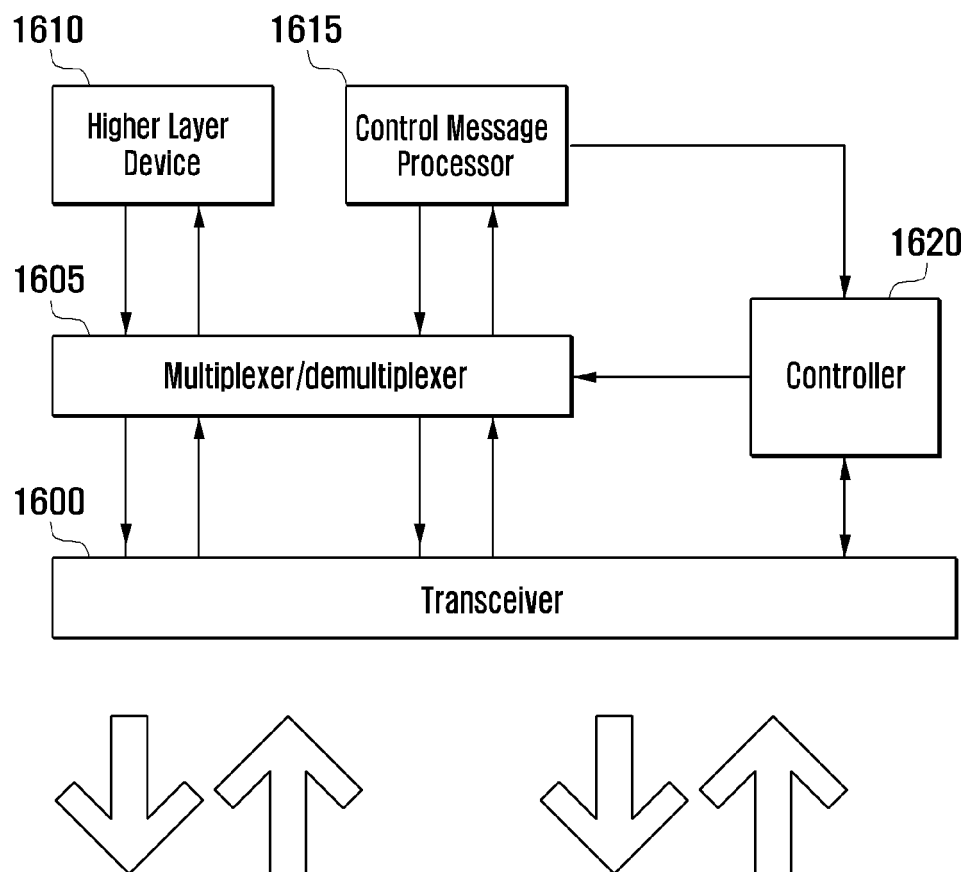 1610
1615
Higher Layer
Device
Control Message
Processor
1620
1605
Multiplexer/demultiplexer
Controller
1600
Transceiver